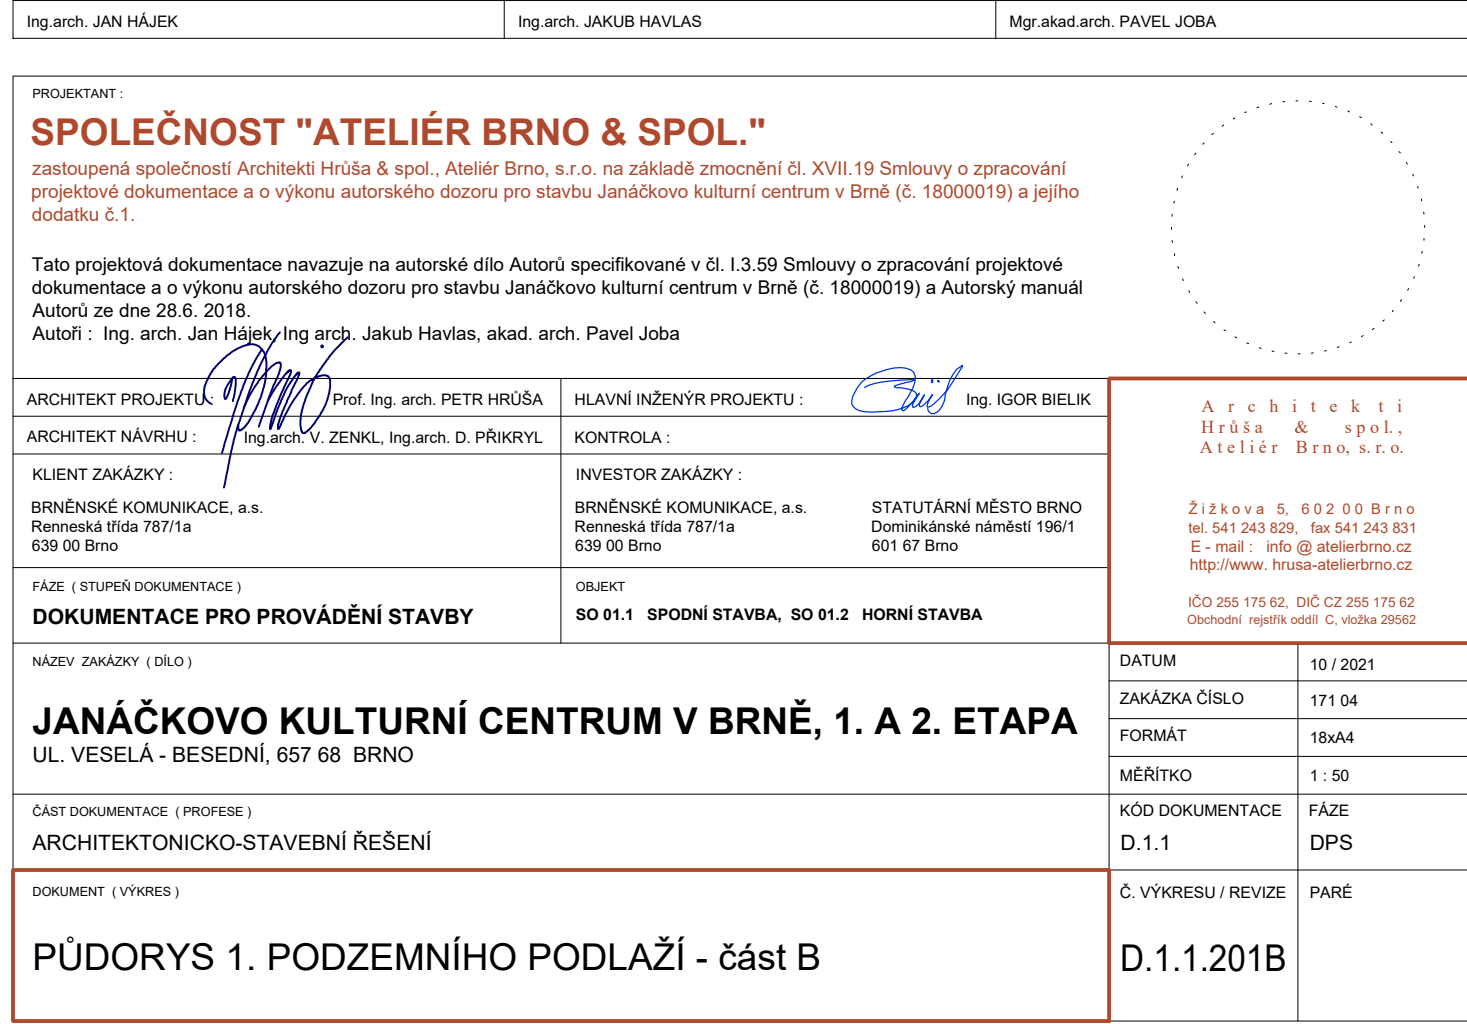 Ing.arch. JAN HÁJEK
Ing.arch. JAKUB HAVLAS
Mgr.akad.arch. PAVEL JOBA
PROJEKTANT :
SPOLEČNOST "ATELIÉR BRNO & SPOL."
zastoupená společností Architekti Hrůša & spol., Ateliér Brno, s.r.o. na základě zmocnění čl. XVII.19 Smlouvy o zpracování
projektové dokumentace a o výkonu autorského dozoru pro stavbu Janáčkovo kulturní centrum v Brně (č. 18000019) a jejího
dodatku č.1.
Tato projektová dokumentace navazuje na autorské dílo Autorů specifikované v čl. I.3.59 Smlouvy o zpracování projektové
dokumentace a o výkonu autorského dozoru pro stavbu Janáčkovo kulturní centrum v Brně (č. 18000019) a Autorský manuál
Autorů ze dne 28.6. 2018.
Autoři : Ing. arch. Jan Hájek, Ing arch. Jakub Havlas, akad. arch. Pavel Joba
ARCHITEKT PROJEKTU : Prof. Ing. arch. PETR HRŮŠA
HLAVNÍ INŽENÝR PROJEKTU : Ing. IGOR BIELIK
ARCHITEKT NÁVRHU : Ing.arch. V. ZENKL, Ing.arch. D. PŘIKRYL
KONTROLA :
KLIENT ZAKÁZKY :
BRNĚNSKÉ KOMUNIKACE, a.s.
Renneská třída 787/1a
639 00 Brno
INVESTOR ZAKÁZKY :
BRNĚNSKÉ KOMUNIKACE, a.s.
Renneská třída 787/1a
639 00 Brno
STATUTÁRNÍ MĚSTO BRNO
Dominikánské náměstí 196/1
601 67 Brno
Architekti
Hrůša & spol.,
Ateliér Brno, s.r.o.
Žižkova 5, 602 00 Brno
tel. 541 243 829, fax 541 243 831
E - mail : info @ atelierbrno.cz
http://www. hrusa-atelierbrno.cz
IČO 255 175 62, DIČ CZ 255 175 62
Obchodní rejstřík oddíl C, vložka 29562
FÁZE ( STUPEŇ DOKUMENTACE )
DOKUMENTACE PRO PROVÁDĚNÍ STAVBY
OBJEKT
SO 01.1 SPODNÍ STAVBA, SO 01.2 HORNÍ STAVBA
NÁZEV ZAKÁZKY ( DÍLO )
JANÁČKOVO KULTURNÍ CENTRUM V BRNĚ, 1. A 2. ETAPA
UL. VESELÁ - BESEDNÍ, 657 68 BRNO
DATUM 10 / 2021
ZAKÁZKA ČÍSLO 171 04
FORMÁT 18xA4
MĚŘÍTKO 1 : 50
ČÁST DOKUMENTACE ( PROFESE )
ARCHITEKTONICKO-STAVEBNÍ ŘEŠENÍ
KÓD DOKUMENTACE
D.1.1
FÁZE
DPS
DOKUMENT ( VÝKRES )
PŮDORYS 1. PODZEMNÍHO PODLAŽÍ - část B
Č. VÝKRESU / REVIZE
D.1.1.201B
PARÉ